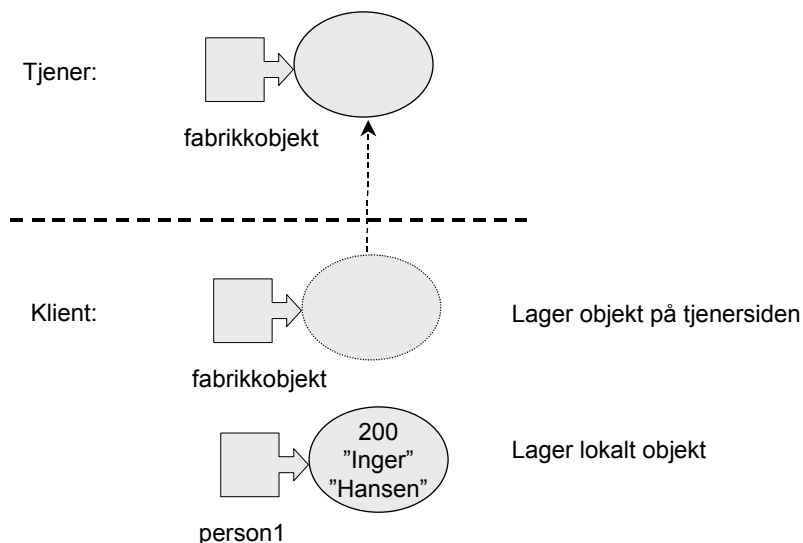 Tjener:
fabrikkobjekt
Klient:
Lager objekt på tjenersiden
fabrikkobjekt
200
”Inger”
”Hansen”
Lager lokalt objekt
person1